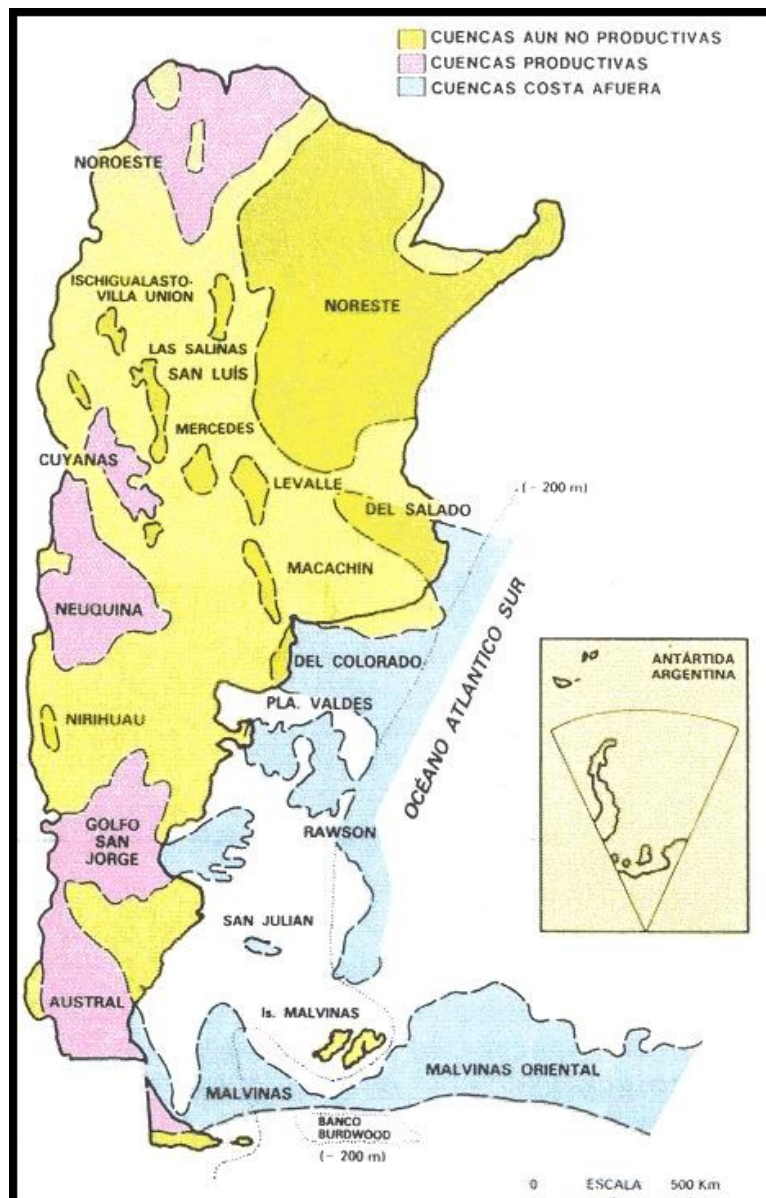 CUENCAS AUN NO PRODUCTIVAS
CUENCAS PRODUCTIVAS
CUENCAS COSTA AFUERA
NOROESTE
ISCHIGUALASTO-
VILLA UNION
NORESTE
LAS SALINAS
SAN LUÍS
MERCEDES
CUYANAS
LEVALLE
(- 200 m)
DEL SALADO
MACACHIN
NEUQUINA
OCÉANO ATLÁNTICO SUR
DEL COLORADO
ANTÁRTIDA
ARGENTINA
PLA. VALDES
NIRIHUAU
GOLFO
SAN
JORGE
RAWSON
SAN JULIAN
AUSTRAL
Is. MALVINAS
MALVINAS ORIENTAL
MALVINAS
BANCO
BURDWOOD
(- 200 m)
0 ESCALA 500 Km